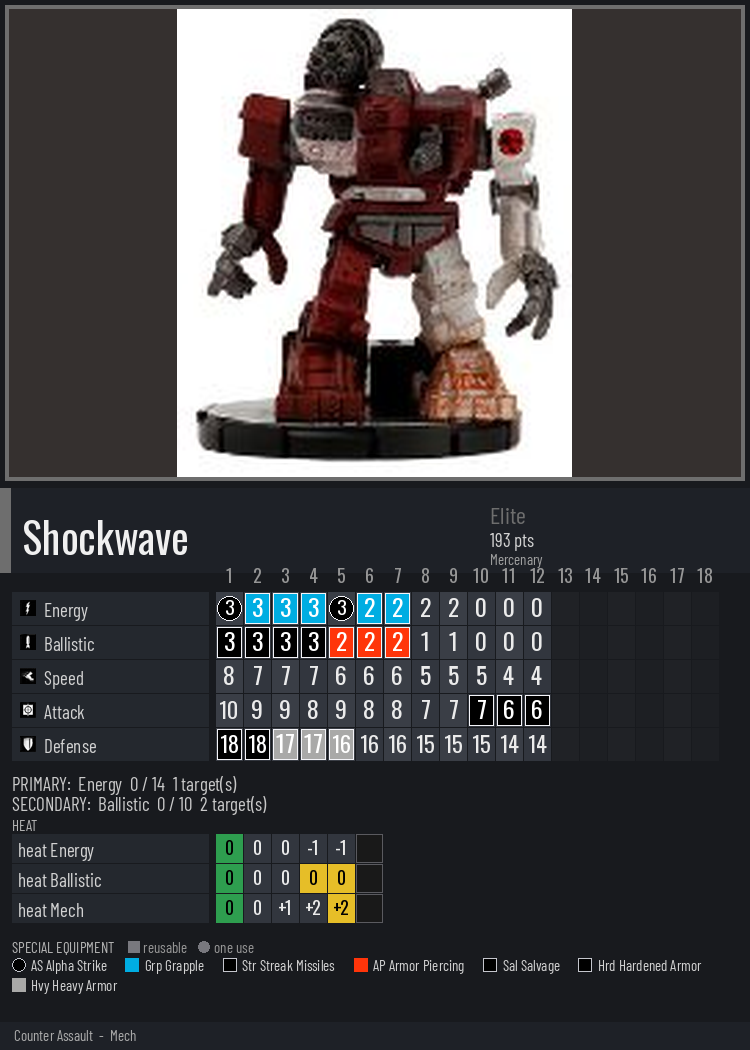 Shockwave
Elite
193 pts
Mercenary
1 2 3 4 5 6 7 8 9 10 11 12 13 14 15 16 17 18
Energy 3 3 3 3 3 2 2 2 2 0 0 0
Ballistic 3 3 3 3 2 2 2 1 1 0 0 0
Speed 8 7 7 7 6 6 6 5 5 5 4 4
Attack 10 9 9 8 9 8 8 7 7 7 6 6
Defense 18 18 17 17 16 16 16 15 15 15 14 14
PRIMARY: Energy 0 / 14 1 target(s)
SECONDARY: Ballistic 0 / 10 2 target(s)
HEAT
heat Energy 0 0 0 -1 -1
heat Ballistic 0 0 0 0 0
heat Mech 0 0 +1 +2 +2
SPECIAL EQUIPMENT reusable one use
AS Alpha Strike Grp Grapple Str Streak Missiles AP Armor Piercing Sal Salvage Hrd Hardened Armor
Hvy Heavy Armor
Counter Assault - Mech